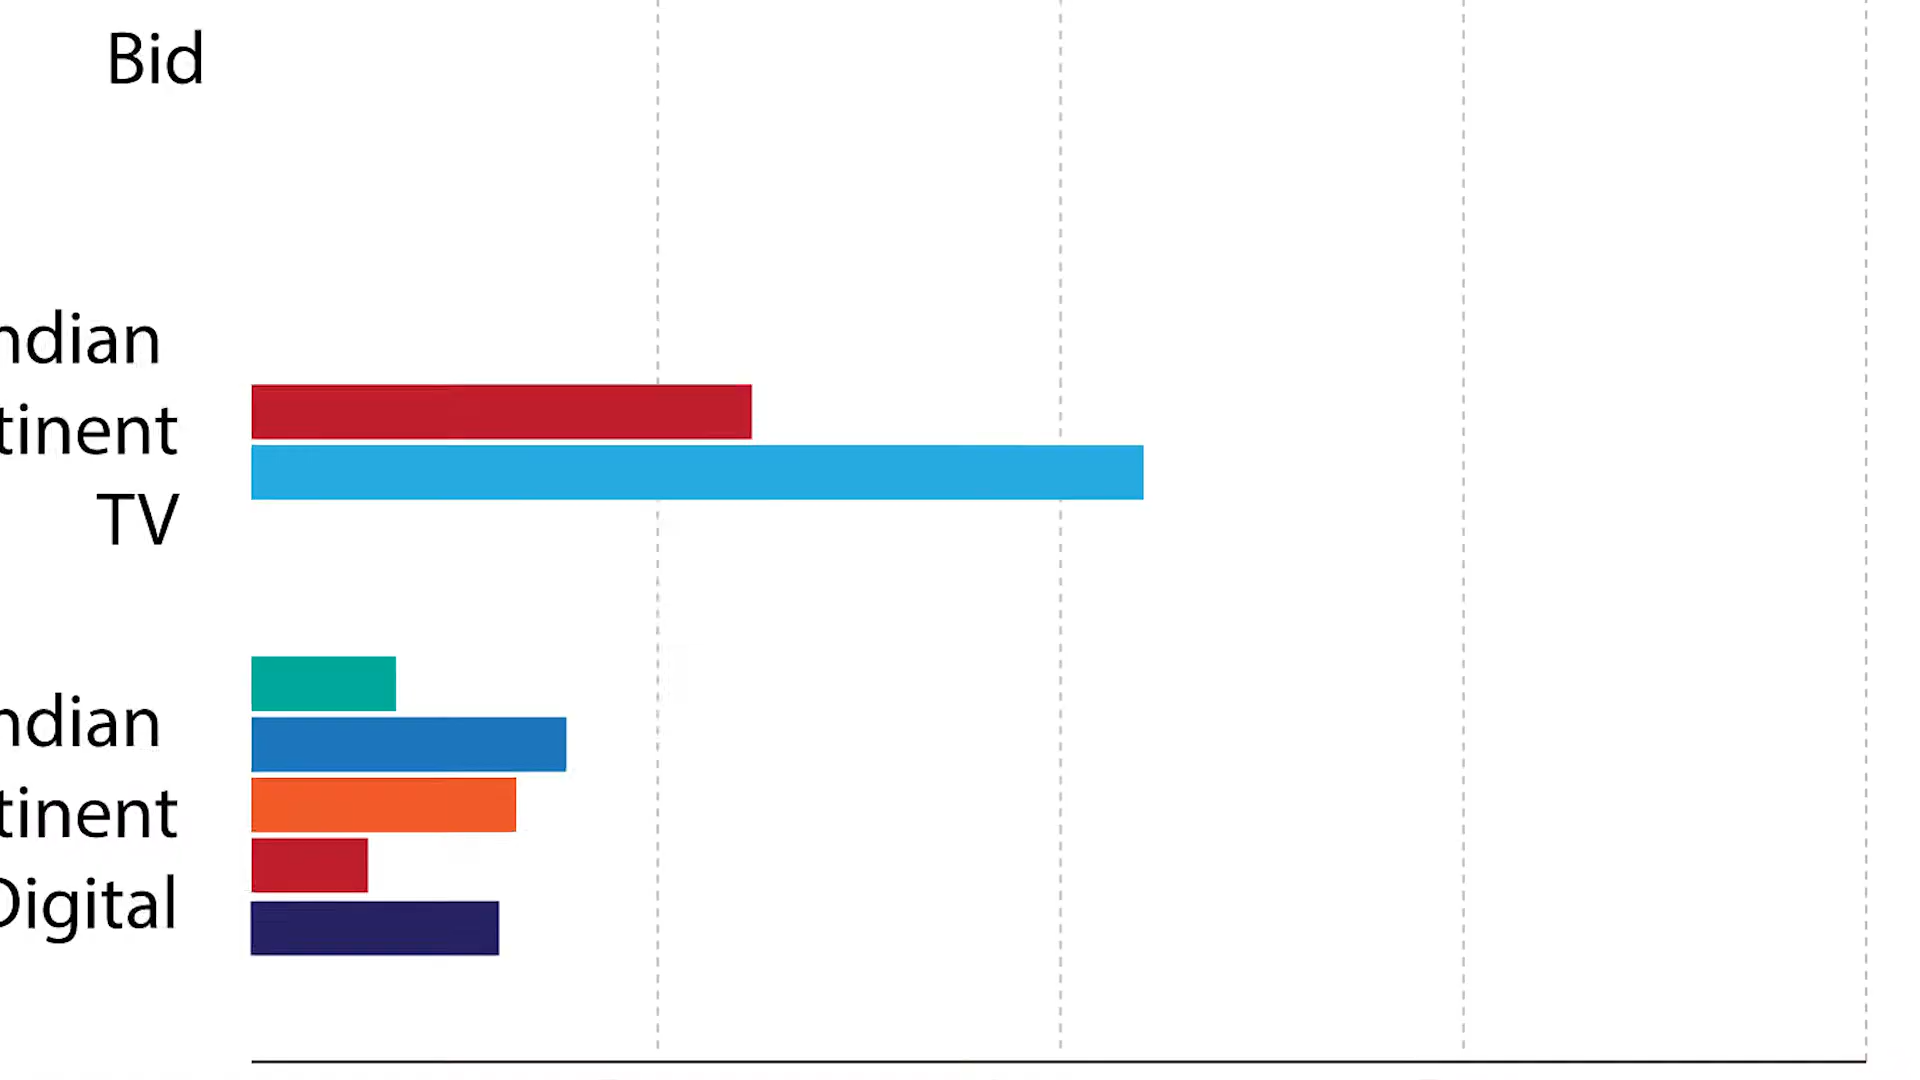 Bid
ndian
tinent
TV
ndian
tinent
Digital